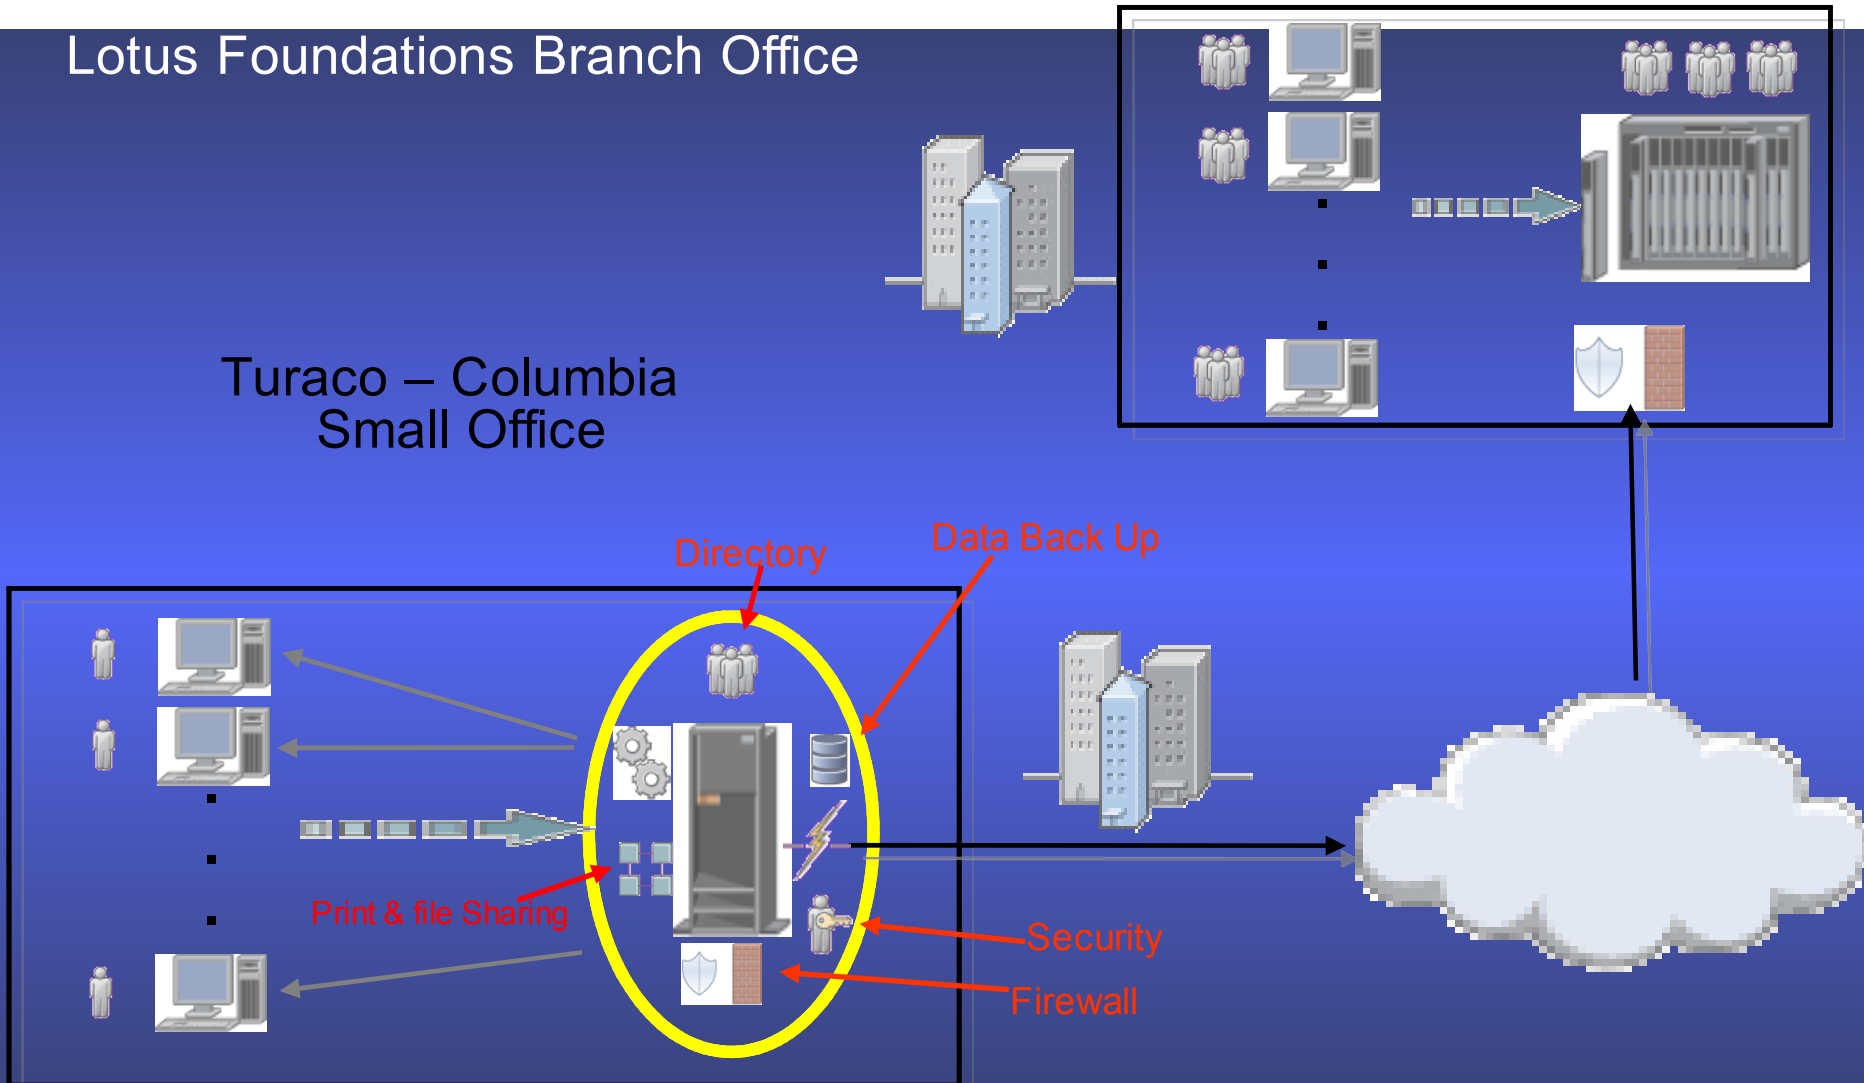 Lotus Foundations Branch Office
Turaco – Columbia
Small Office
Directory
Data Back Up
Print & file Sharing
Security
Firewall